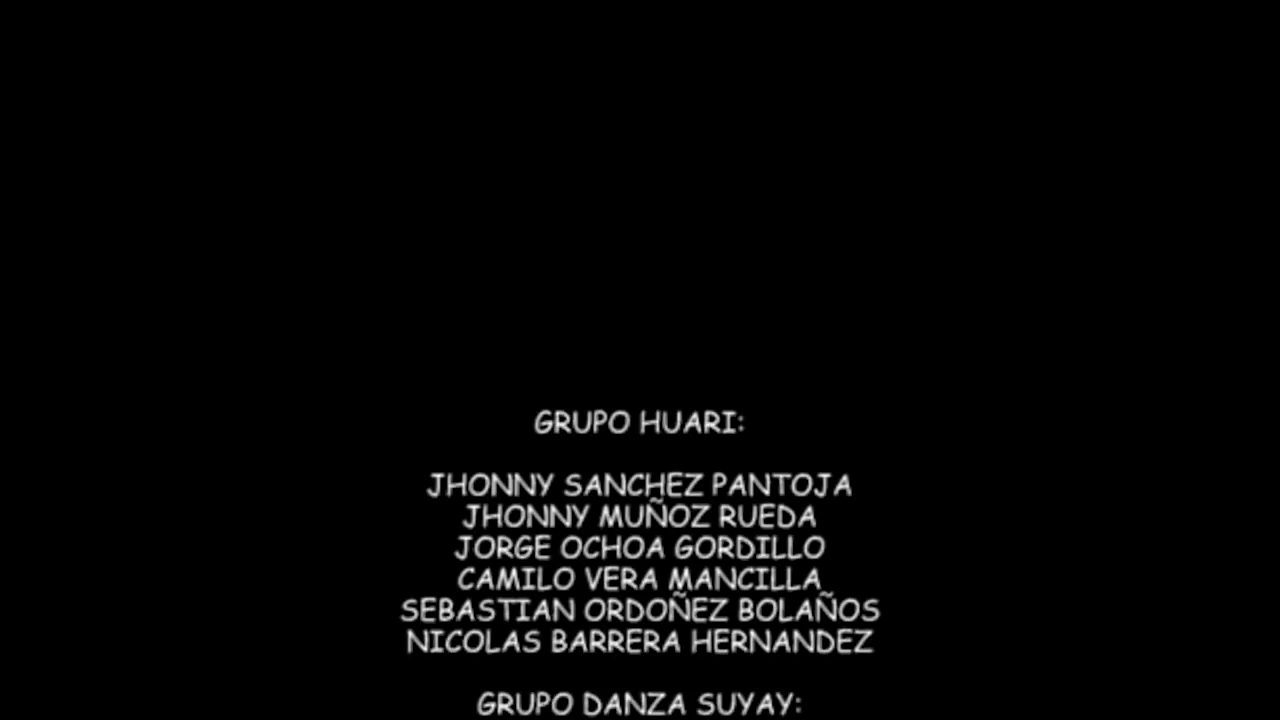 GRUPO HUARI:
JHONNY SANCHEZ PANTOJA
JHONNY MUÑOZ RUEDA
JORGE OCHOA GORDILLO
CAMILO VERA MANCILLA
SEBASTIAN ORDOÑEZ BOLAÑOS
NICOLAS BARRERA HERNANDEZ
GRUPO DANZA SUYAY: